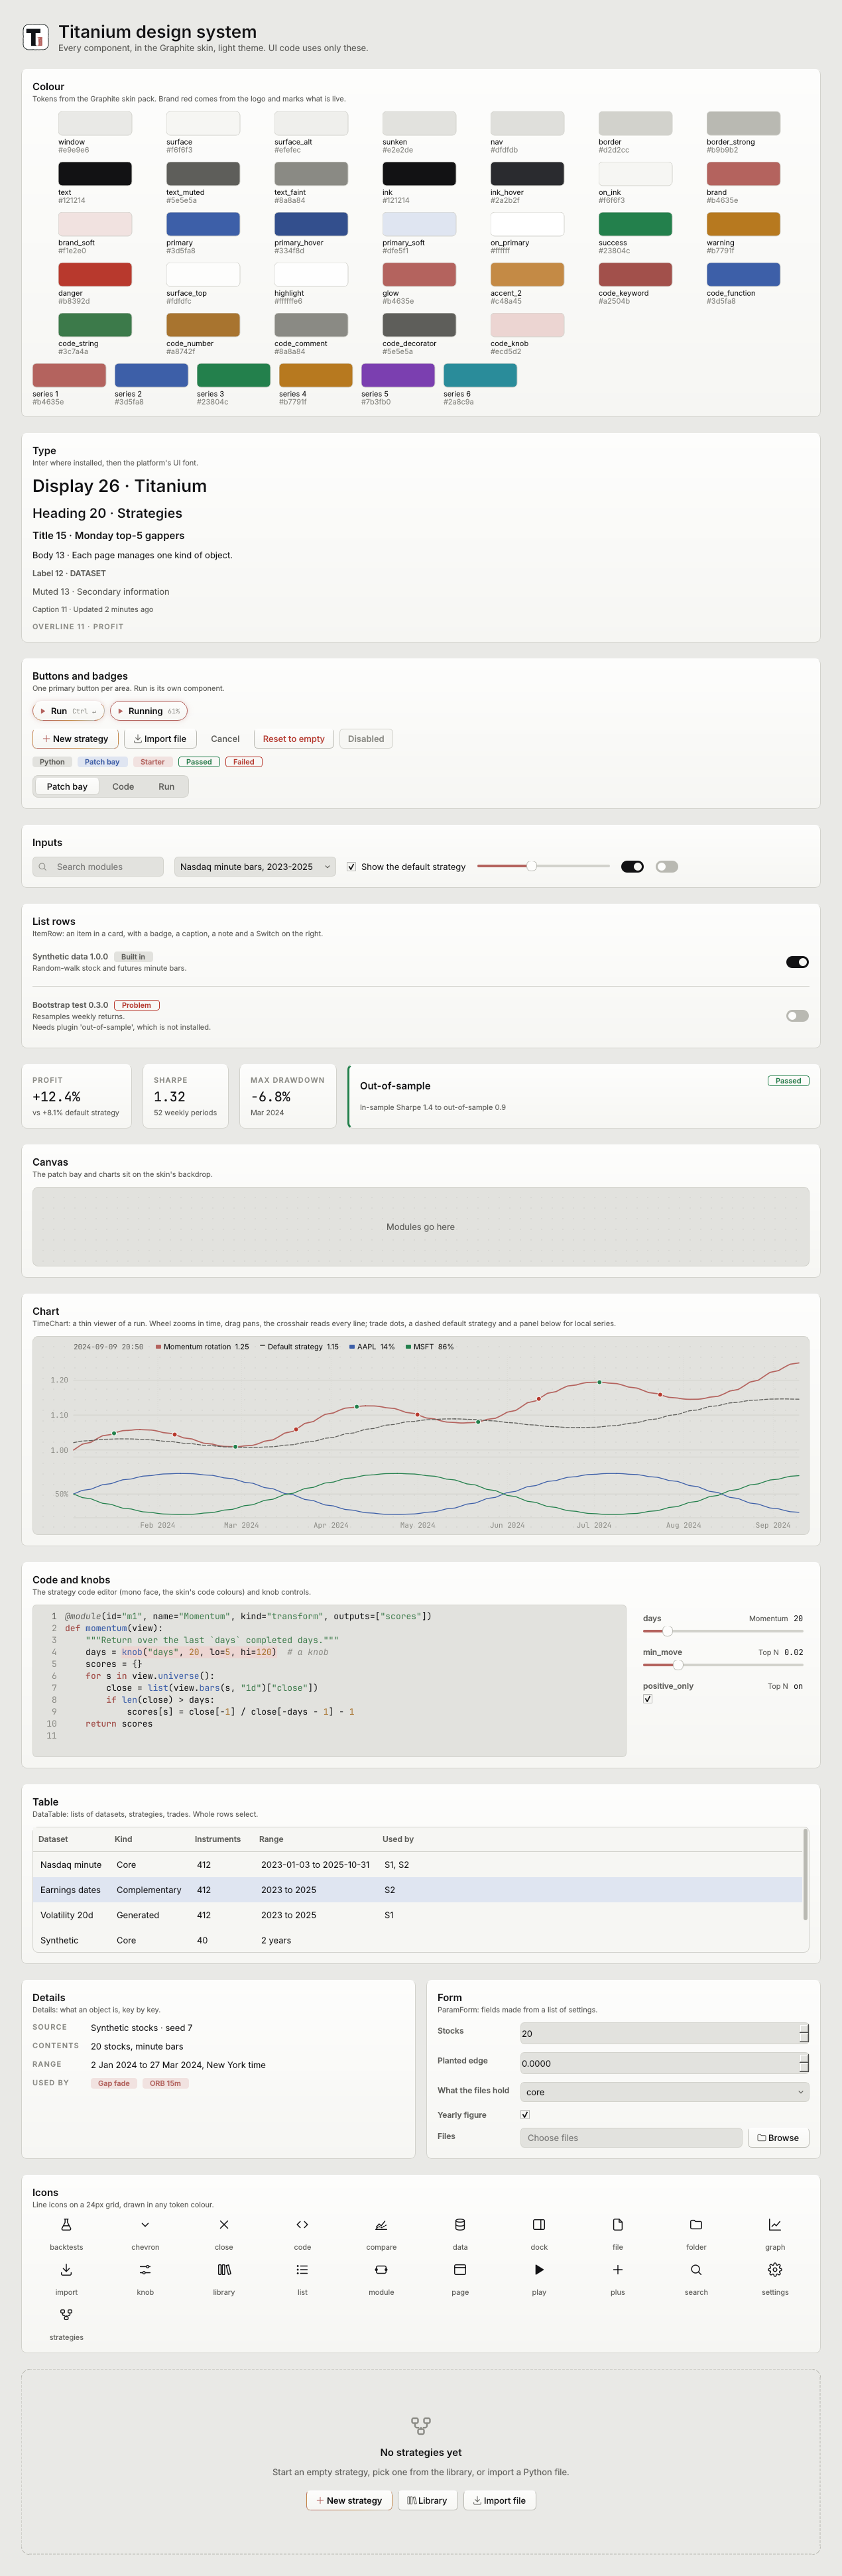 Titanium design system
Every component, in the Graphite skin, light theme. UI code uses only these.
Colour
Tokens from the Graphite skin pack. Brand red comes from the logo and marks what is live.
window surface surface_alt sunken nav border border_strong
#e9e9e6 #f6f6f3 #efefec #e2e2de #dfdfdb #d2d2cc #b9b9b2
text text_muted text_faint ink ink_hover on_ink brand
#121214 #5e5e5a #8a8a84 #121214 #2a2b2f #f6f6f3 #b4635e
brand_soft primary primary_hover primary_soft on_primary success warning
#f1e2e0 #3d5fa8 #334f8d #dfe5f1 #ffffff #23804c #b7791f
danger surface_top highlight glow accent_2 code_keyword code_function
#b8392d #fdfdfc #ffffffe6 #b4635e #c48a45 #a2504b #3d5fa8
code_string code_number code_comment code_decorator code_knob
#3c7a4a #a8742f #8a8a84 #5e5e5a #ecd5d2
series 1 series 2 series 3 series 4 series 5 series 6
#b4635e #3d5fa8 #23804c #b7791f #7b3fb0 #2a8c9a
Type
Inter where installed, then the platform's UI font.
Display 26 · Titanium
Heading 20 · Strategies
Title 15 · Monday top-5 gappers
Body 13 · Each page manages one kind of object.
Label 12 · DATASET
Muted 13 · Secondary information
Caption 11 · Updated 2 minutes ago
OVERLINE 11 · PROFIT
Buttons and badges
One primary button per area. Run is its own component.
Run Ctrl ↵ Running 61%
New strategy Import file Cancel Reset to empty Disabled
Python Patch bay Starter Passed Failed
Patch bay Code Run
Inputs
Search modules Nasdaq minute bars, 2023-2025 Show the default strategy
List rows
ItemRow: an item in a card, with a badge, a caption, a note and a Switch on the right.
Synthetic data 1.0.0 Built in
Random-walk stock and futures minute bars.
Bootstrap test 0.3.0 Problem
Resamples weekly returns.
Needs plugin 'out-of-sample', which is not installed.
PROFIT
+12.4%
vs +8.1% default strategy
SHARPE
1.32
52 weekly periods
MAX DRAWDOWN
-6.8%
Mar 2024
Out-of-sample Passed
In-sample Sharpe 1.4 to out-of-sample 0.9
Canvas
The patch bay and charts sit on the skin's backdrop.
Modules go here
Chart
TimeChart: a thin viewer of a run. Wheel zooms in time, drag pans, the crosshair reads every line; trade dots, a dashed default strategy and a panel below for local series.
2024-09-09 20:50 Momentum rotation 1.25 Default strategy 1.15 AAPL 14% MSFT 86%
1.20
1.10
1.00
50%
Feb 2024 Mar 2024 Apr 2024 May 2024 Jun 2024 Jul 2024 Aug 2024 Sep 2024
Code and knobs
The strategy code editor (mono face, the skin's code colours) and knob controls.
1 @module(id="m1", name="Momentum", kind="transform", outputs=["scores"])
2 def momentum(view):
3 """Return over the last `days` completed days."""
4 days = knob("days", 20, lo=5, hi=120) # a knob
5 scores = {}
6 for s in view.universe():
7 close = list(view.bars(s, "1d")["close"])
8 if len(close) > days:
9 scores[s] = close[-1] / close[-days - 1] - 1
10 return scores
11
days Momentum 20
min_move Top N 0.02
positive_only Top N on
Table
DataTable: lists of datasets, strategies, trades. Whole rows select.
Dataset Kind Instruments Range Used by
Nasdaq minute Core 412 2023-01-03 to 2025-10-31 S1, S2
Earnings dates Complementary 412 2023 to 2025 S2
Volatility 20d Generated 412 2023 to 2025 S1
Synthetic Core 40 2 years
Details
Details: what an object is, key by key.
SOURCE Synthetic stocks · seed 7
CONTENTS 20 stocks, minute bars
RANGE 2 Jan 2024 to 27 Mar 2024, New York time
USED BY Gap fade ORB 15m
Form
ParamForm: fields made from a list of settings.
Stocks 20
Planted edge 0.0000
What the files hold core
Yearly figure
Files Choose files Browse
Icons
Line icons on a 24px grid, drawn in any token colour.
backtests chevron close code compare data dock file folder graph
import knob library list module page play plus search settings
strategies
No strategies yet
Start an empty strategy, pick one from the library, or import a Python file.
New strategy Library Import file